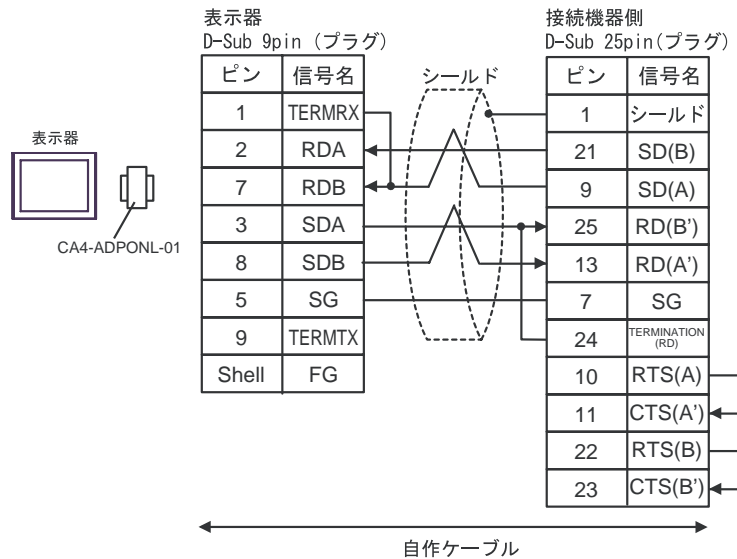 表示器
D-Sub 9pin (プラグ)
ピン 信号名
1 TERMRX
2 RDA
7 RDB
3 SDA
8 SDB
5 SG
9 TERMTX
Shell FG
シールド
接続機器側
D-Sub 25pin(プラグ)
ピン 信号名
1 シールド
21 SD(B)
9 SD(A)
25 RD(B')
13 RD(A')
7 SG
24 TERMINATION
(RD)
10 RTS(A)
11 CTS(A')
22 RTS(B)
23 CTS(B')
表示器
CA4-ADPONL-01
自作ケーブル